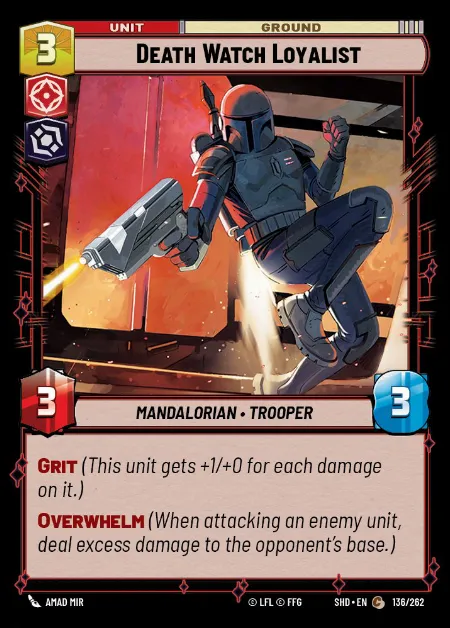 UNIT GROUND
3 DEATH WATCH LOYALIST
3 MANDALORIAN • TROOPER 3
GRIT (This unit gets +1/+0 for each damage
on it.)
OVERWHELM (When attacking an enemy unit,
deal excess damage to the opponent's base.)
AMAD MIR © LFL © FFG SHD • EN C 136/262